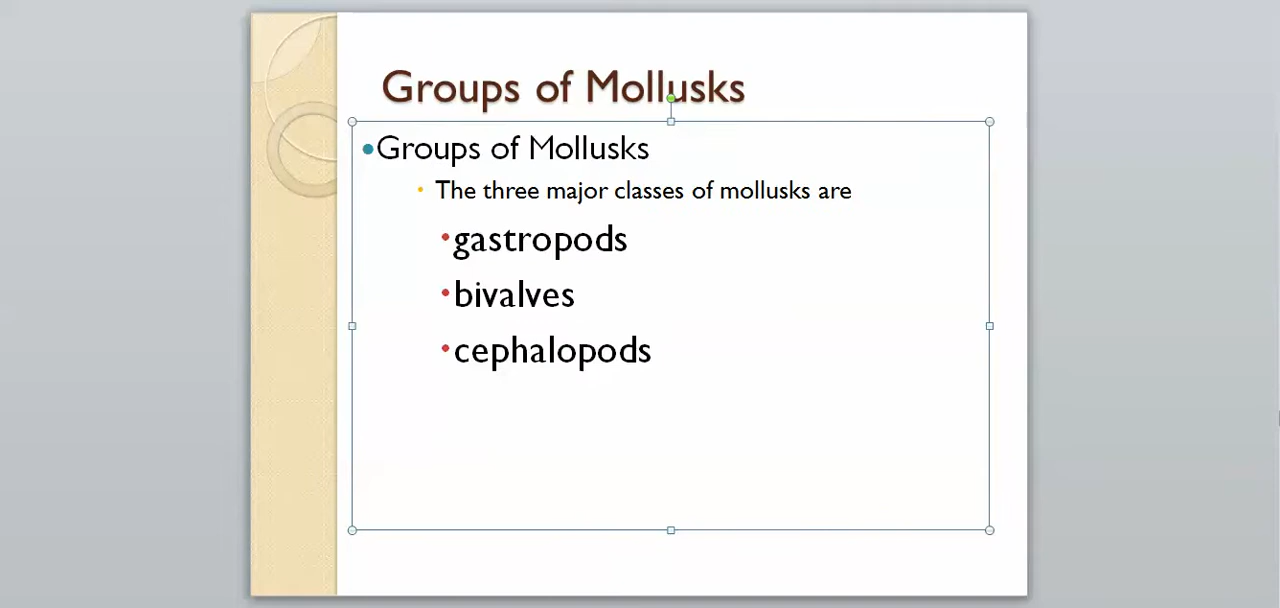 Groups of Mollusks
•Groups of Mollusks
• The three major classes of mollusks are
•gastropods
•bivalves
•cephalopods